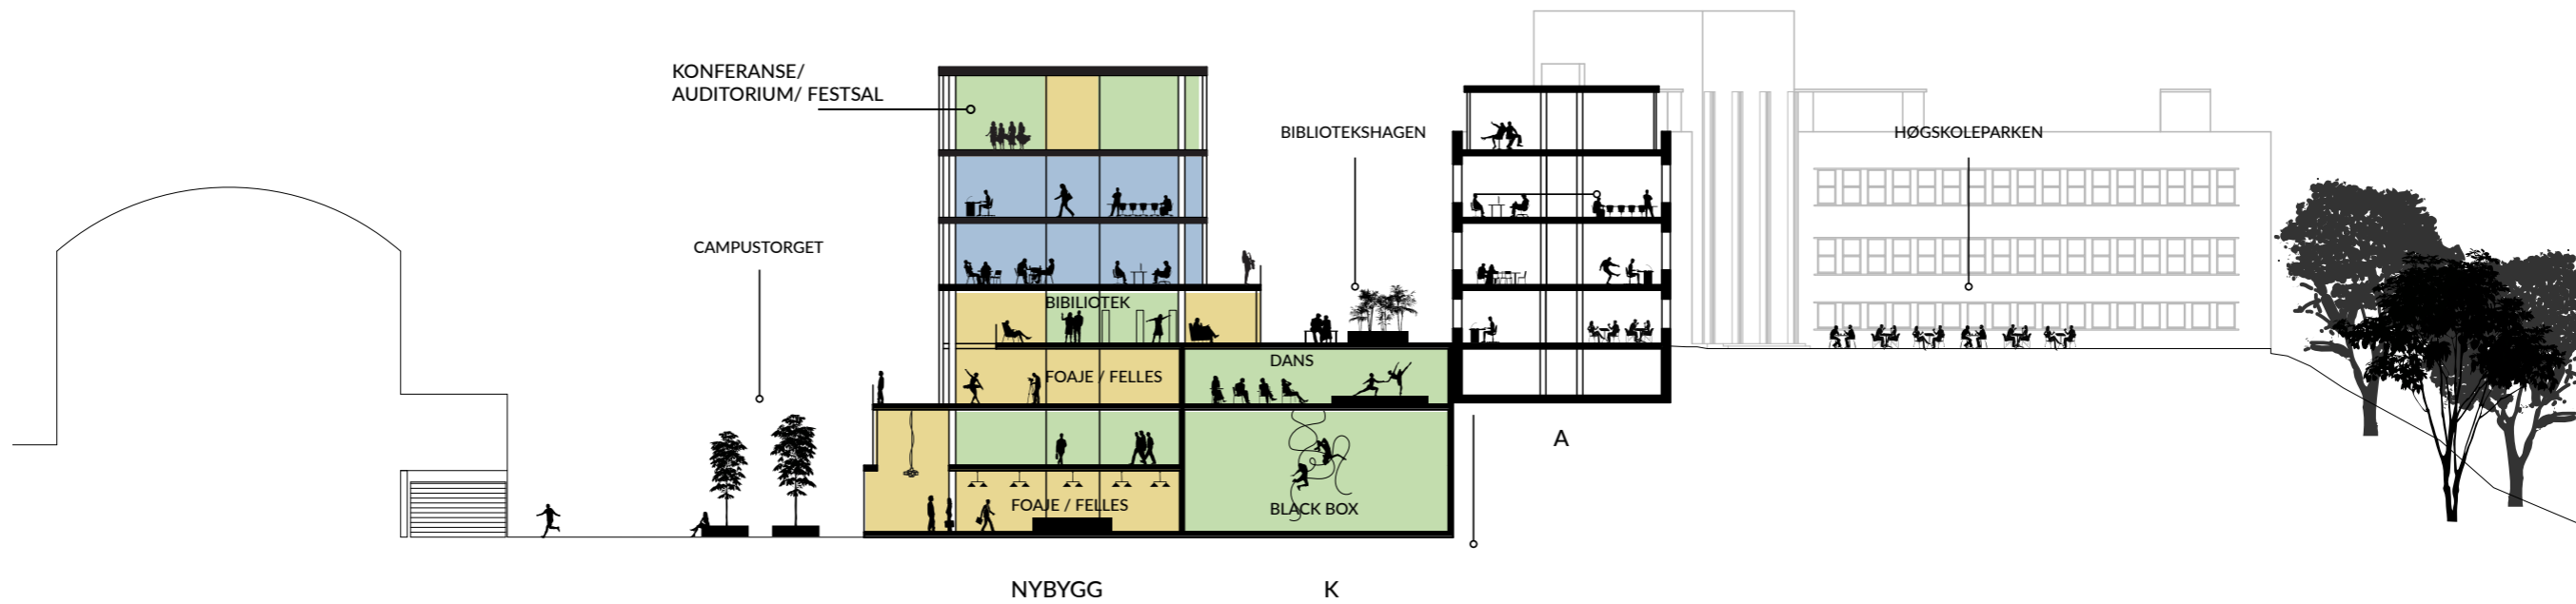 KONFERANSE/
AUDITORIUM/ FESTSAL
BIBLIOTEKSHAGEN
HØGSKOLEPARKEN
CAMPUSTORGET
BIBILIOTEK
DANS
FOAJE / FELLES
A
FOAJE / FELLES
BLACK BOX
NYBYGG
K